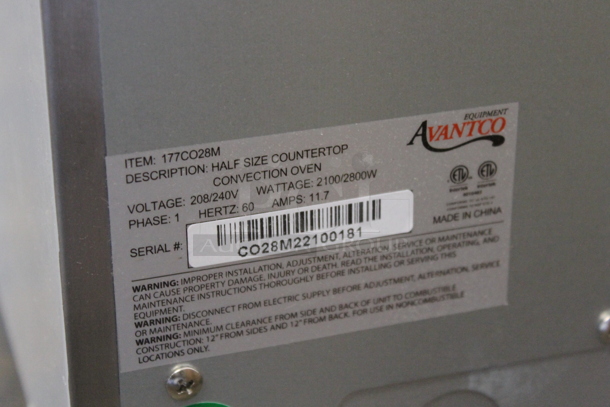 EQUIPMENT
AVANTCO
ITEM: 177CO28M
DESCRIPTION: HALF SIZE COUNTERTOP
CONVECTION OVEN
VOLTAGE: 208/240V WATTAGE: 2100/2800W
PHASE: 1 HERTZ: 60 AMPS: 11.7
MADE IN CHINA
SERIAL #:
CO28M22100181
WARNING: IMPROPER INSTALLATION, ADJUSTMENT, ALTERATION, SERVICE OR MAINTENANCE
CAN CAUSE PROPERTY DAMAGE, INJURY OR DEATH. READ THE INSTALLATION, OPERATING, AND
MAINTENANCE INSTRUCTIONS THOROUGHLY BEFORE INSTALLING OR SERVICING THIS
EQUIPMENT.
WARNING: DISCONNECT FROM ELECTRIC SUPPLY BEFORE ADJUSTMENT, ALTERNATION, SERVICE,
OR MAINTENANCE.
WARNING: MINIMUM CLEARANCE FROM SIDE AND BACK OF UNIT TO COMBUSTIBLE
CONSTRUCTION: 12" FROM SIDES AND 12" FROM BACK. FOR USE IN NONCOMBUSTIBLE
LOCATIONS ONLY.